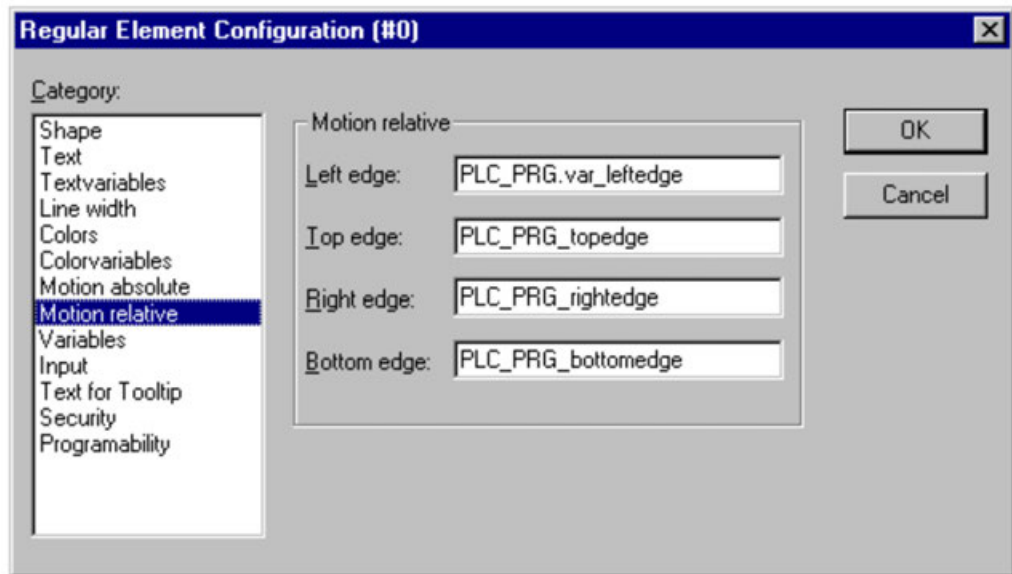 Regular Element Configuration (#0)
Category:
Shape
Text
Textvariables
Line width
Colors
Colorvariables
Motion absolute
Motion relative
Variables
Input
Text for Tooltip
Security
Programability
Motion relative
Left edge: PLC_PRG.var_leftedge
Top edge: PLC_PRG_topedge
Right edge: PLC_PRG_rightedge
Bottom edge: PLC_PRG_bottomedge
OK
Cancel